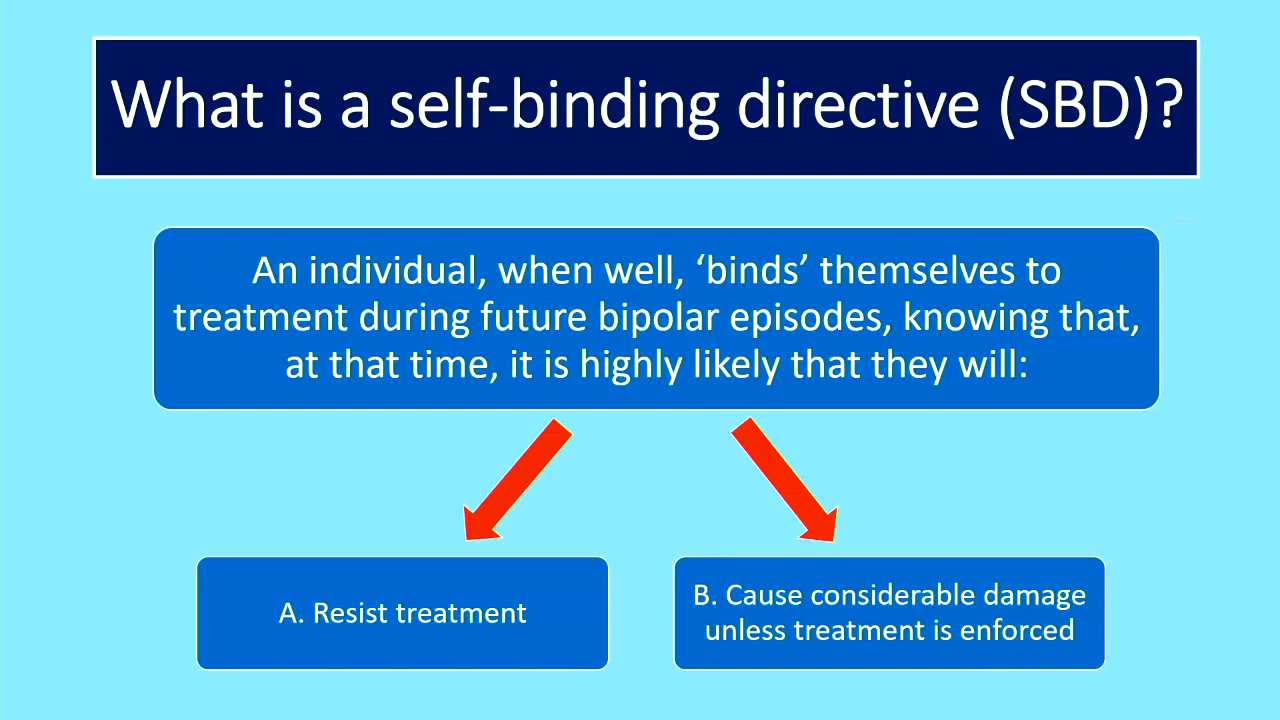 What is a self-binding directive (SBD)?
An individual, when well, ‘binds’ themselves to
treatment during future bipolar episodes, knowing that,
at that time, it is highly likely that they will:
A. Resist treatment
B. Cause considerable damage
unless treatment is enforced